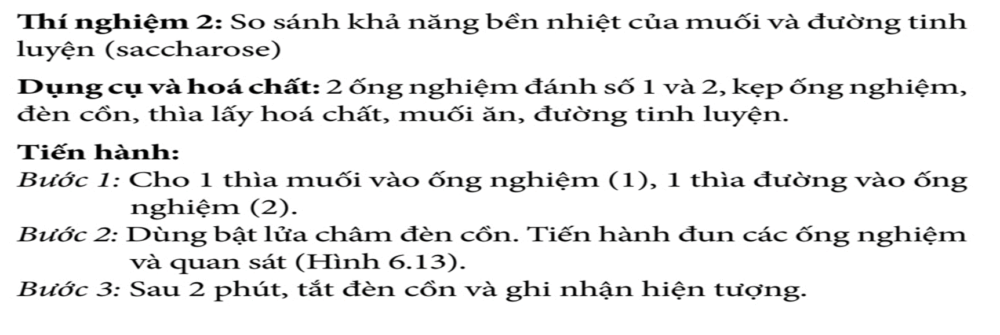 Thí nghiệm 2: So sánh khả năng bền nhiệt của muối và đường tinh
luyện (saccharose)
Dụng cụ và hoá chất: 2 ống nghiệm đánh số 1 và 2, kẹp ống nghiệm,
đèn cồn, thìa lấy hoá chất, muối ăn, đường tinh luyện.
Tiến hành:
Bước 1: Cho 1 thìa muối vào ống nghiệm (1), 1 thìa đường vào ống
nghiệm (2).
Bước 2: Dùng bật lửa châm đèn cồn. Tiến hành đun các ống nghiệm
và quan sát (Hình 6.13).
Bước 3: Sau 2 phút, tắt đèn cồn và ghi nhận hiện tượng.